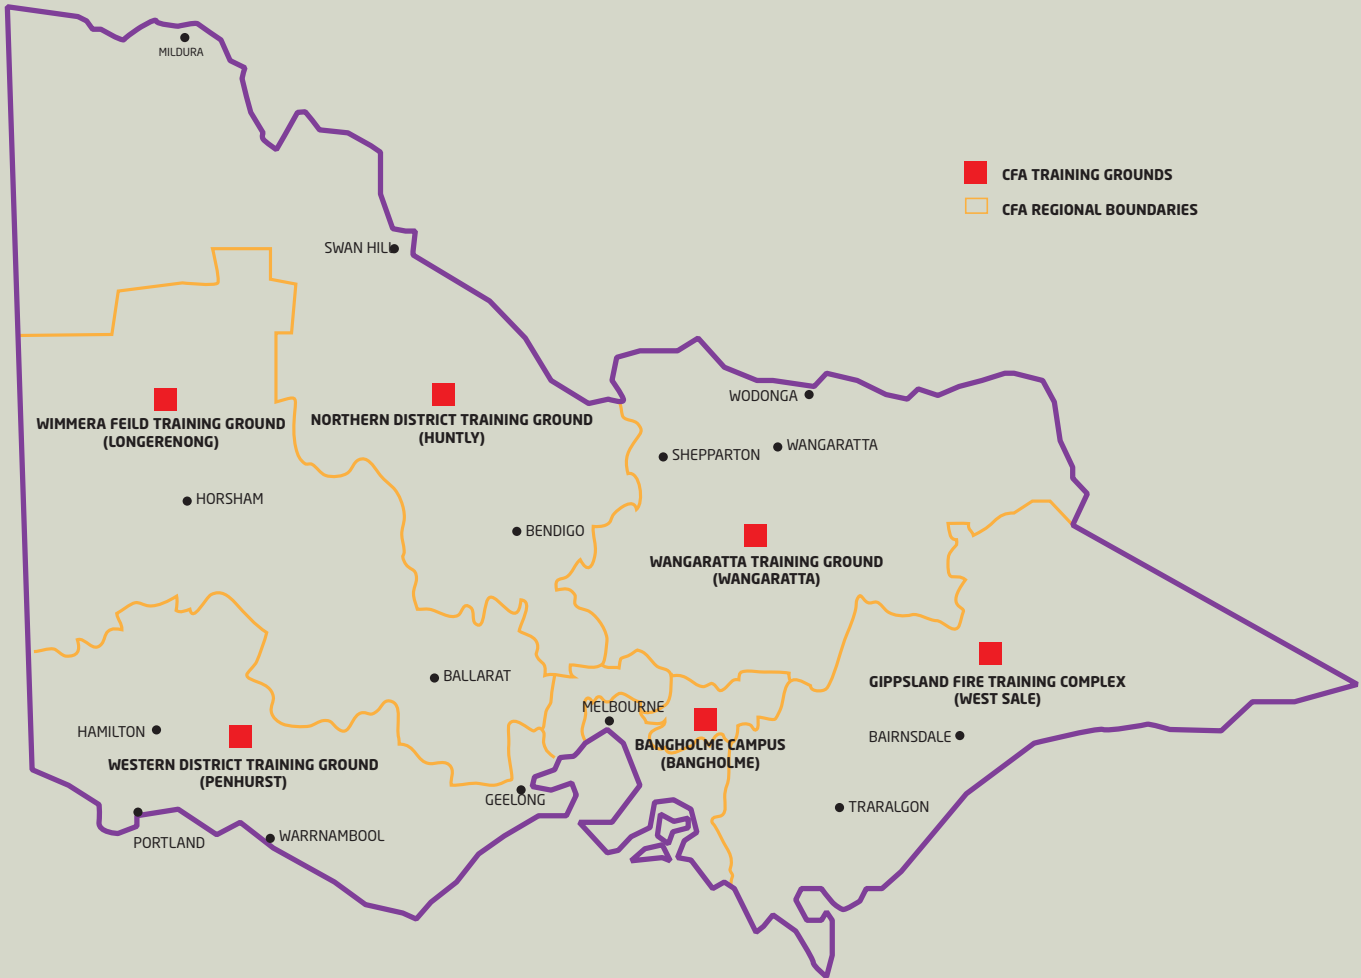 MILDURA
CFA TRAINING GROUNDS
CFA REGIONAL BOUNDARIES
SWAN HILL
WODONGA
WIMMERA FEILD TRAINING GROUND
(LONGERENONG)
NORTHERN DISTRICT TRAINING GROUND
(HUNTLY)
SHEPPARTON
WANGARATTA
HORSHAM
BENDIGO
WANGARATTA TRAINING GROUND
(WANGARATTA)
BALLARAT
GIPPSLAND FIRE TRAINING COMPLEX
(WEST SALE)
MELBOURNE
HAMILTON
BAIRNSDALE
BANGHOLME CAMPUS
(BANGHOLME)
WESTERN DISTRICT TRAINING GROUND
(PENHURST)
GEELONG
TRARALGON
PORTLAND
WARRNAMBOOL